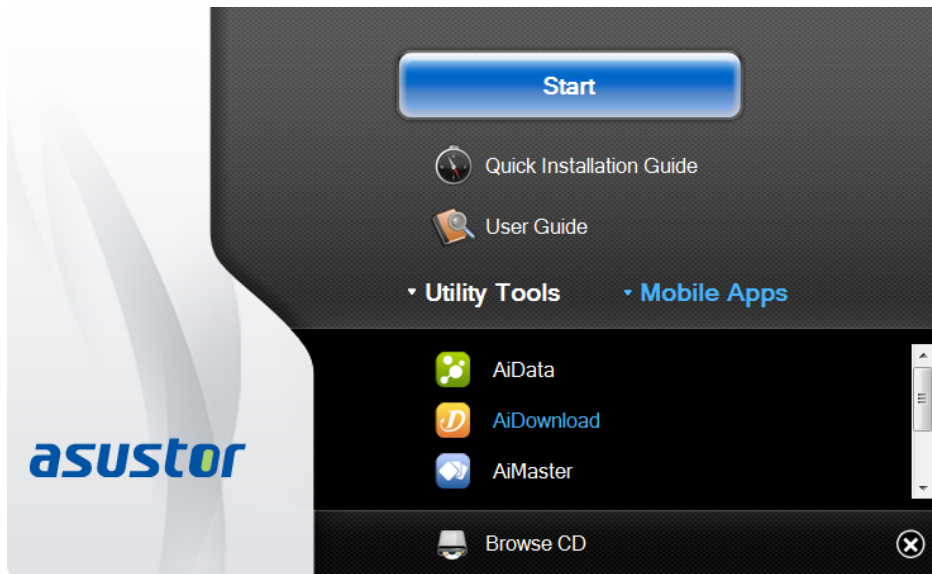 Start
Quick Installation Guide
User Guide
Utility Tools Mobile Apps
AiData
AiDownload
AiMaster
asustor
Browse CD